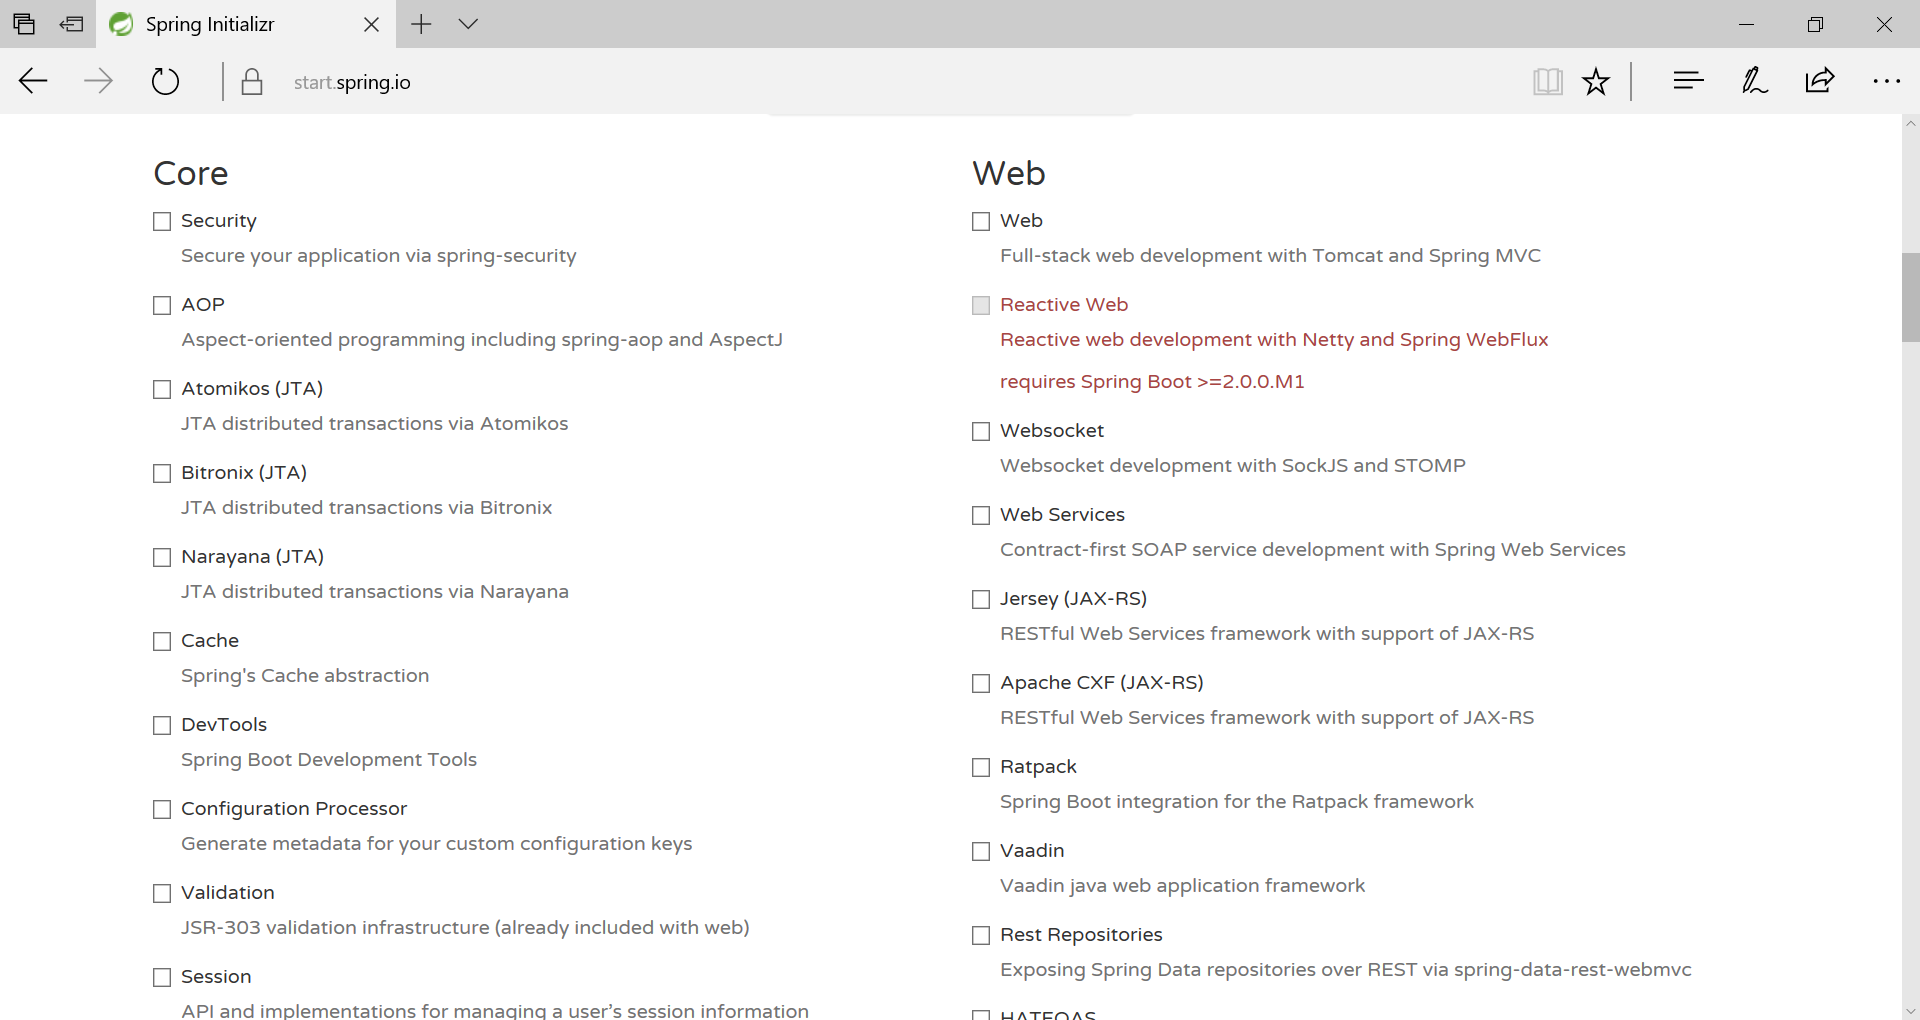 Spring Initializr
start.spring.io
Core
Security
Secure your application via spring-security
AOP
Aspect-oriented programming including spring-aop and AspectJ
Atomikos (JTA)
JTA distributed transactions via Atomikos
Bitronix (JTA)
JTA distributed transactions via Bitronix
Narayana (JTA)
JTA distributed transactions via Narayana
Cache
Spring's Cache abstraction
DevTools
Spring Boot Development Tools
Configuration Processor
Generate metadata for your custom configuration keys
Validation
JSR-303 validation infrastructure (already included with web)
Session
API and implementations for managing a user’s session information
Web
Web
Full-stack web development with Tomcat and Spring MVC
Reactive Web
Reactive web development with Netty and Spring WebFlux
requires Spring Boot >=2.0.0.M1
Websocket
Websocket development with SockJS and STOMP
Web Services
Contract-first SOAP service development with Spring Web Services
Jersey (JAX-RS)
RESTful Web Services framework with support of JAX-RS
Apache CXF (JAX-RS)
RESTful Web Services framework with support of JAX-RS
Ratpack
Spring Boot integration for the Ratpack framework
Vaadin
Vaadin java web application framework
Rest Repositories
Exposing Spring Data repositories over REST via spring-data-rest-webmvc
HATEOAS